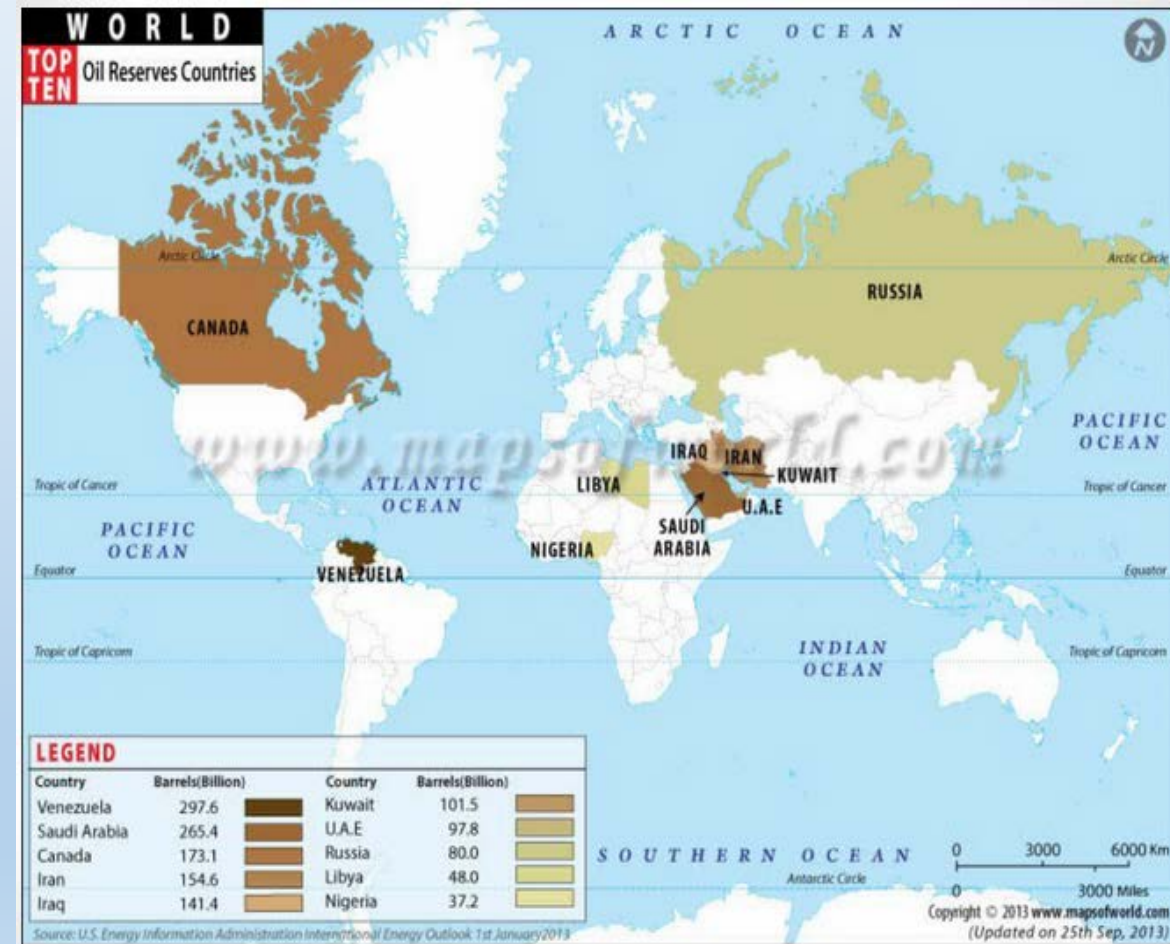 WORLD
TOP TEN Oil Reserves Countries
ARCTIC OCEAN
N
Arctic Circle
Arctic Circle
RUSSIA
CANADA
PACIFIC OCEAN
www.mapsofworld.com
IRAQ
IRAN
KUWAIT
LIBYA
U.A.E
SAUDI ARABIA
NIGERIA
ATLANTIC OCEAN
Tropic of Cancer
Tropic of Cancer
PACIFIC OCEAN
VENEZUELA
Equator
Equator
INDIAN OCEAN
Tropic of Capricorn
Tropic of Capricorn
LEGEND
Country Barrels(Billion) Country Barrels(Billion)
Venezuela 297.6 Kuwait 101.5
Saudi Arabia 265.4 U.A.E 97.8
Canada 173.1 Russia 80.0
Iran 154.6 Libya 48.0
Iraq 141.4 Nigeria 37.2
SOUTHERN OCEAN
Antarctic Circle
0 3000 6000 Km
0 3000 Miles
Copyright © 2013 www.mapsofworld.com
(Updated on 25th Sep, 2013)
Source: U.S. Energy Information Administration International Energy Outlook 1st January2013